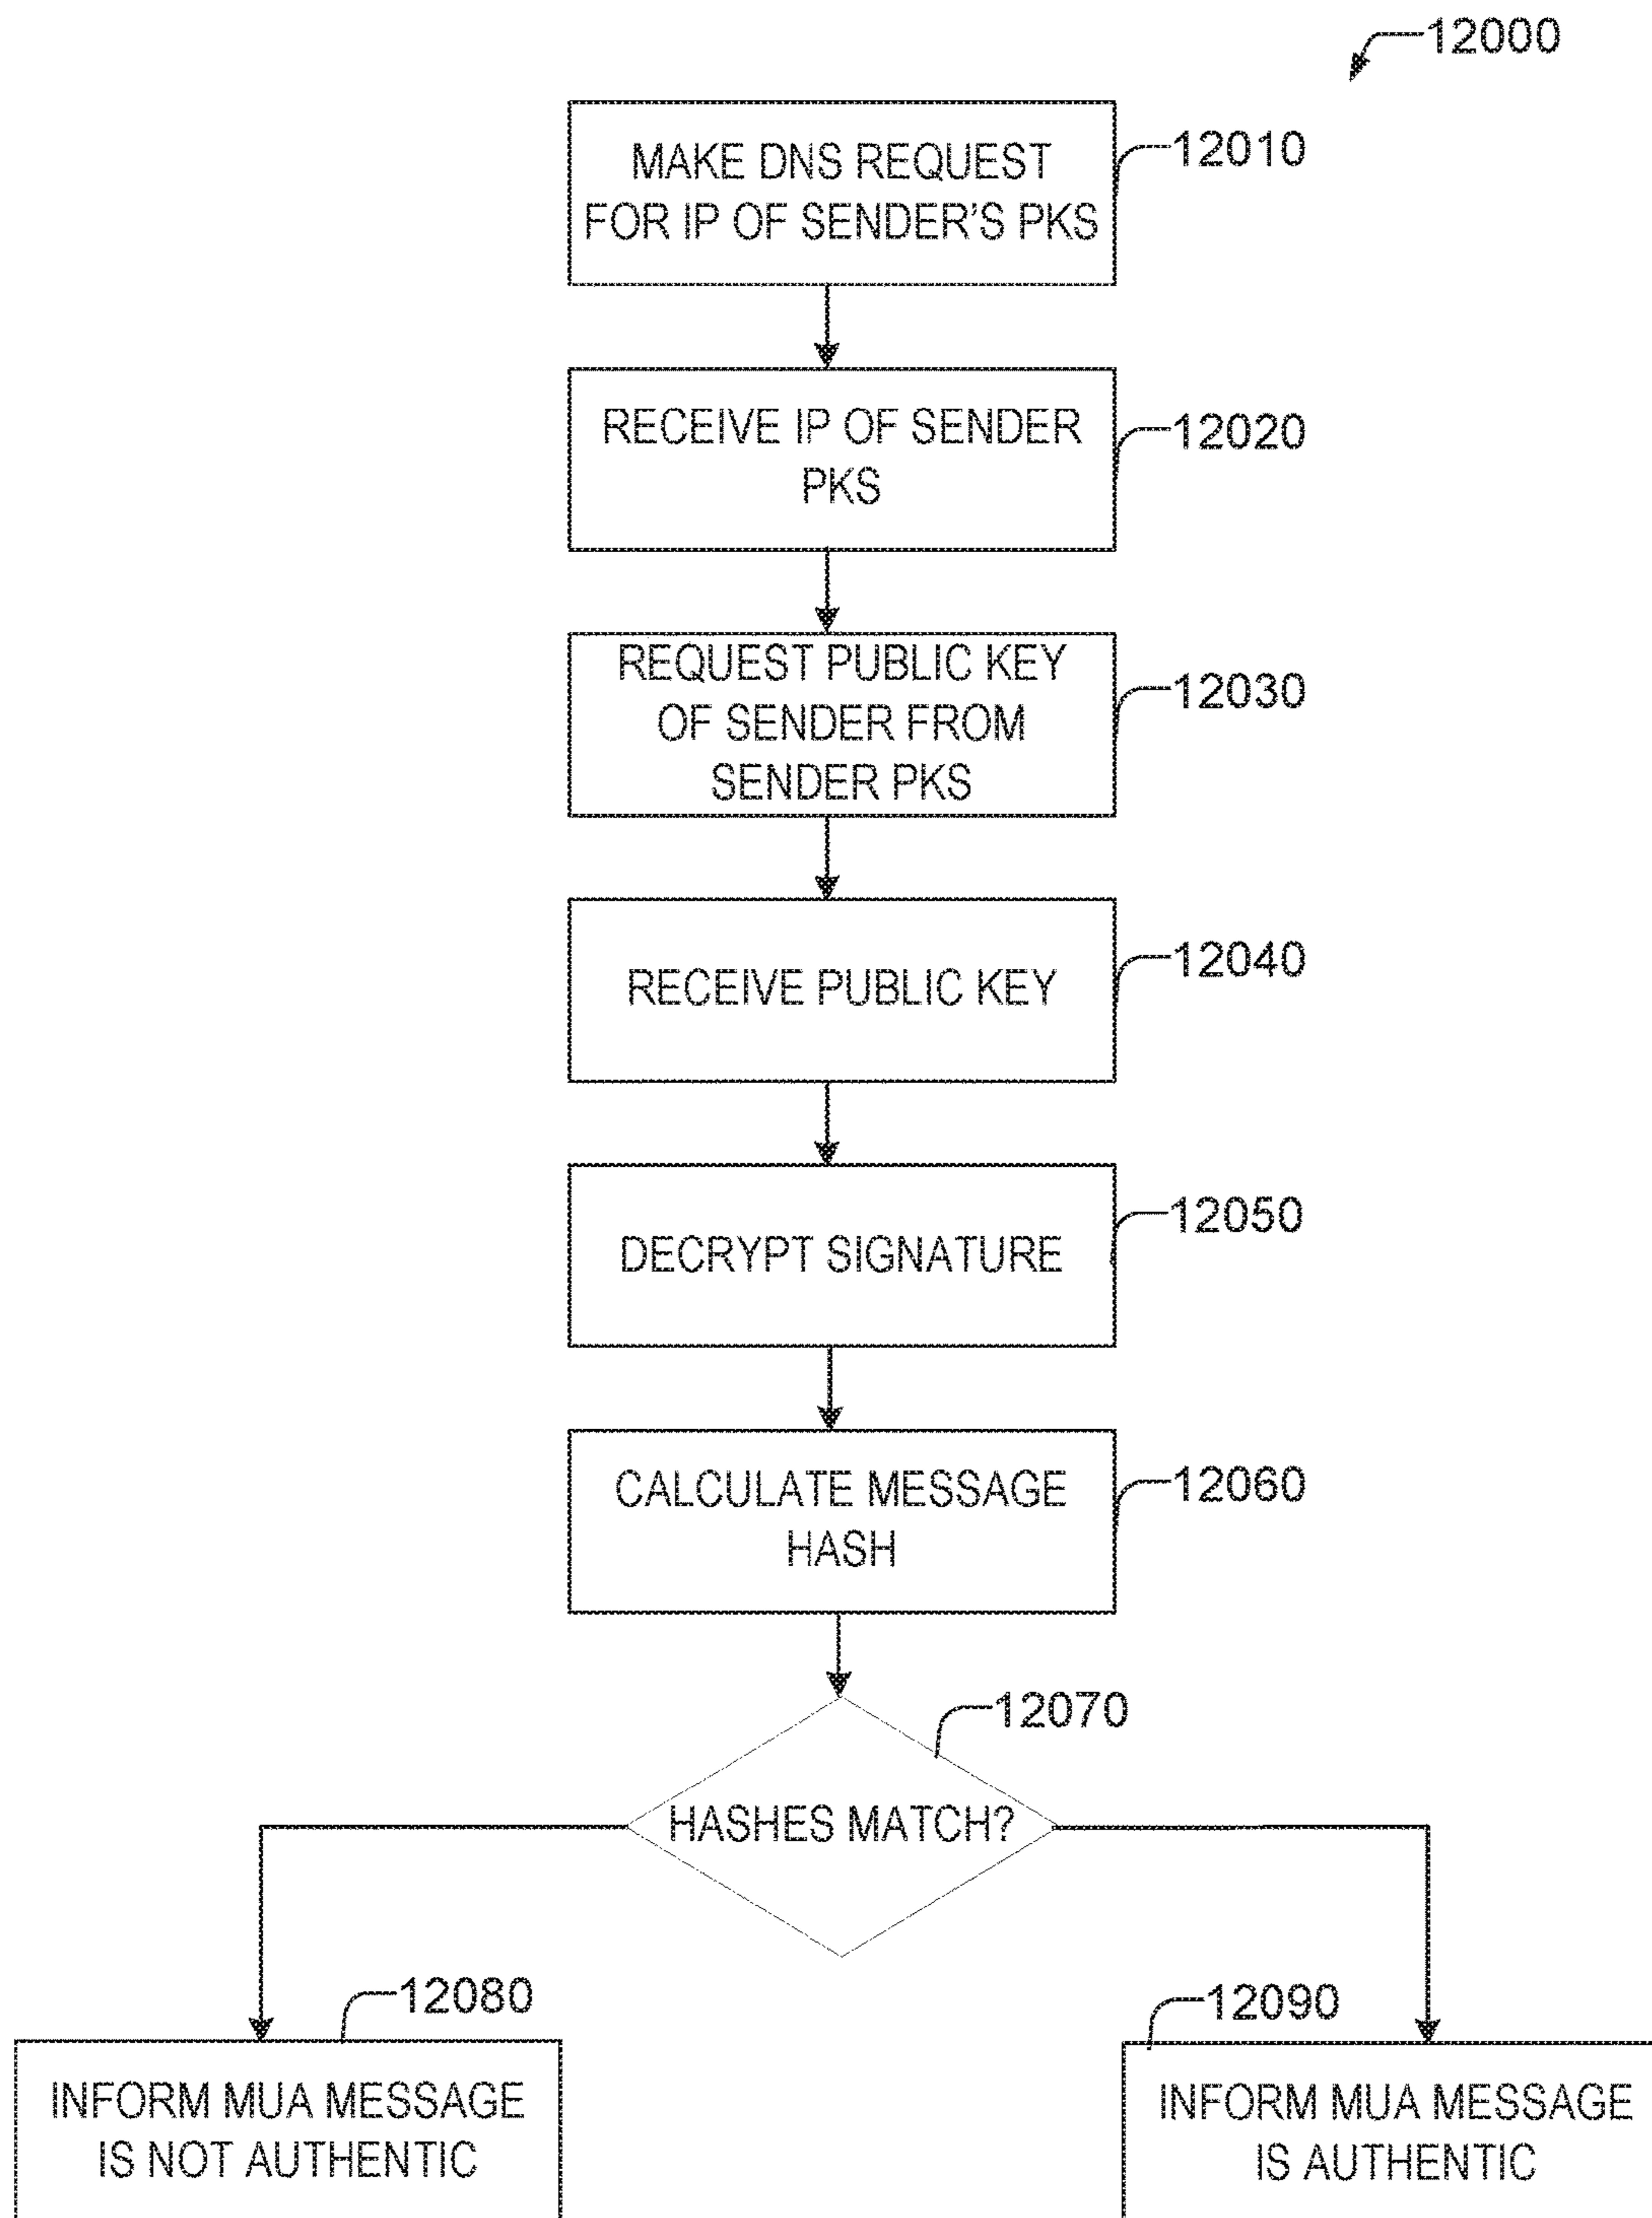 12000
MAKE DNS REQUEST
FOR IP OF SENDER'S PKS
12010
RECEIVE IP OF SENDER
PKS
12020
REQUEST PUBLIC KEY
OF SENDER FROM
SENDER PKS
12030
RECEIVE PUBLIC KEY
12040
DECRYPT SIGNATURE
12050
CALCULATE MESSAGE
HASH
12060
12070
HASHES MATCH?
12080
INFORM MUA MESSAGE
IS NOT AUTHENTIC
12090
INFORM MUA MESSAGE
IS AUTHENTIC